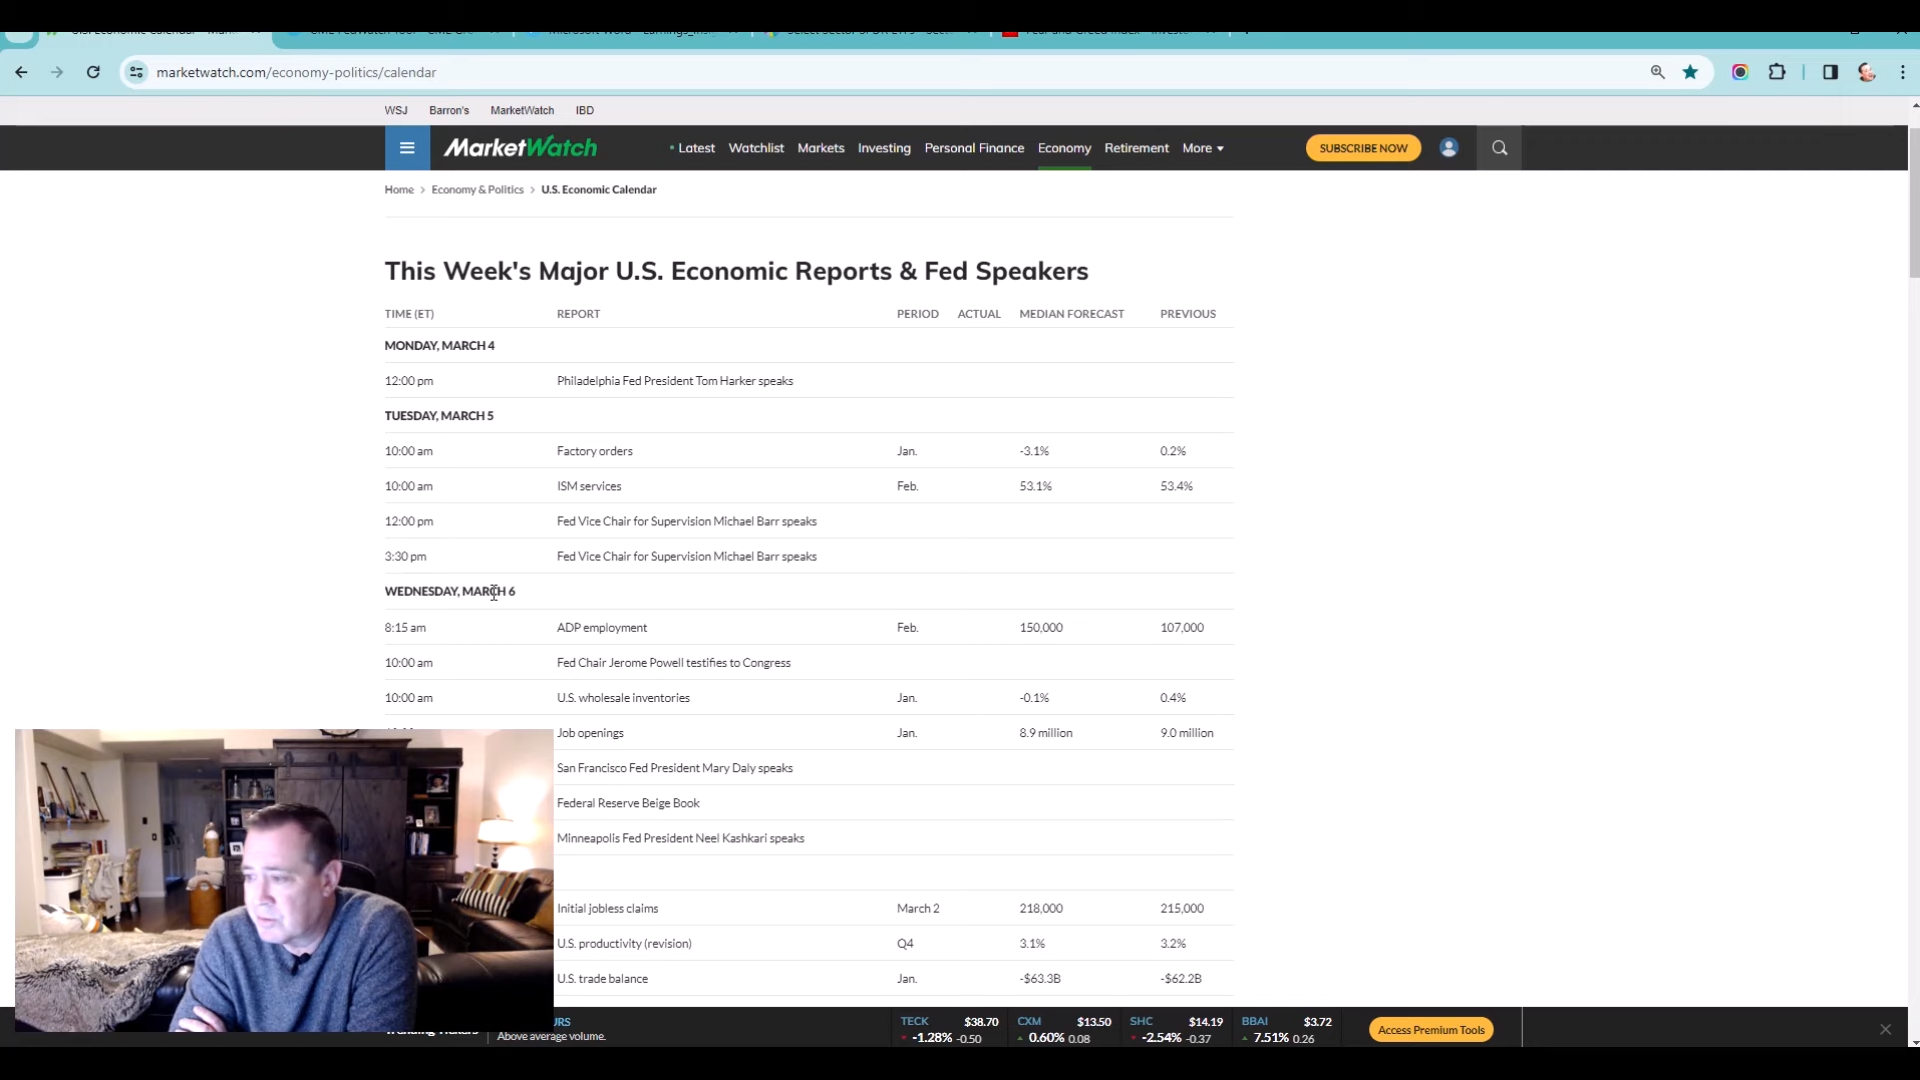 marketwatch.com/economy-politics/calendar
WSJ Barron's MarketWatch IBD
MarketWatch • Latest Watchlist Markets Investing Personal Finance Economy Retirement More SUBSCRIBE NOW
Home > Economy & Politics > U.S. Economic Calendar
This Week's Major U.S. Economic Reports & Fed Speakers
TIME (ET) REPORT PERIOD ACTUAL MEDIAN FORECAST PREVIOUS
MONDAY, MARCH 4
12:00 pm Philadelphia Fed President Tom Harker speaks
TUESDAY, MARCH 5
10:00 am Factory orders Jan. -3.1% 0.2%
10:00 am ISM services Feb. 53.1% 53.4%
12:00 pm Fed Vice Chair for Supervision Michael Barr speaks
3:30 pm Fed Vice Chair for Supervision Michael Barr speaks
WEDNESDAY, MARCH 6
8:15 am ADP employment Feb. 150,000 107,000
10:00 am Fed Chair Jerome Powell testifies to Congress
10:00 am U.S. wholesale inventories Jan. -0.1% 0.4%
Job openings Jan. 8.9 million 9.0 million
San Francisco Fed President Mary Daly speaks
Federal Reserve Beige Book
Minneapolis Fed President Neel Kashkari speaks
Initial jobless claims March 2 218,000 215,000
U.S. productivity (revision) Q4 3.1% 3.2%
U.S. trade balance Jan. -$63.3B -$62.2B
TECK $38.70 CXM $13.50 SHC $14.19 BBAI $3.72
Access Premium Tools
Above average volume. -1.28% -0.50 0.60% 0.08 -2.54% -0.37 7.51% 0.26